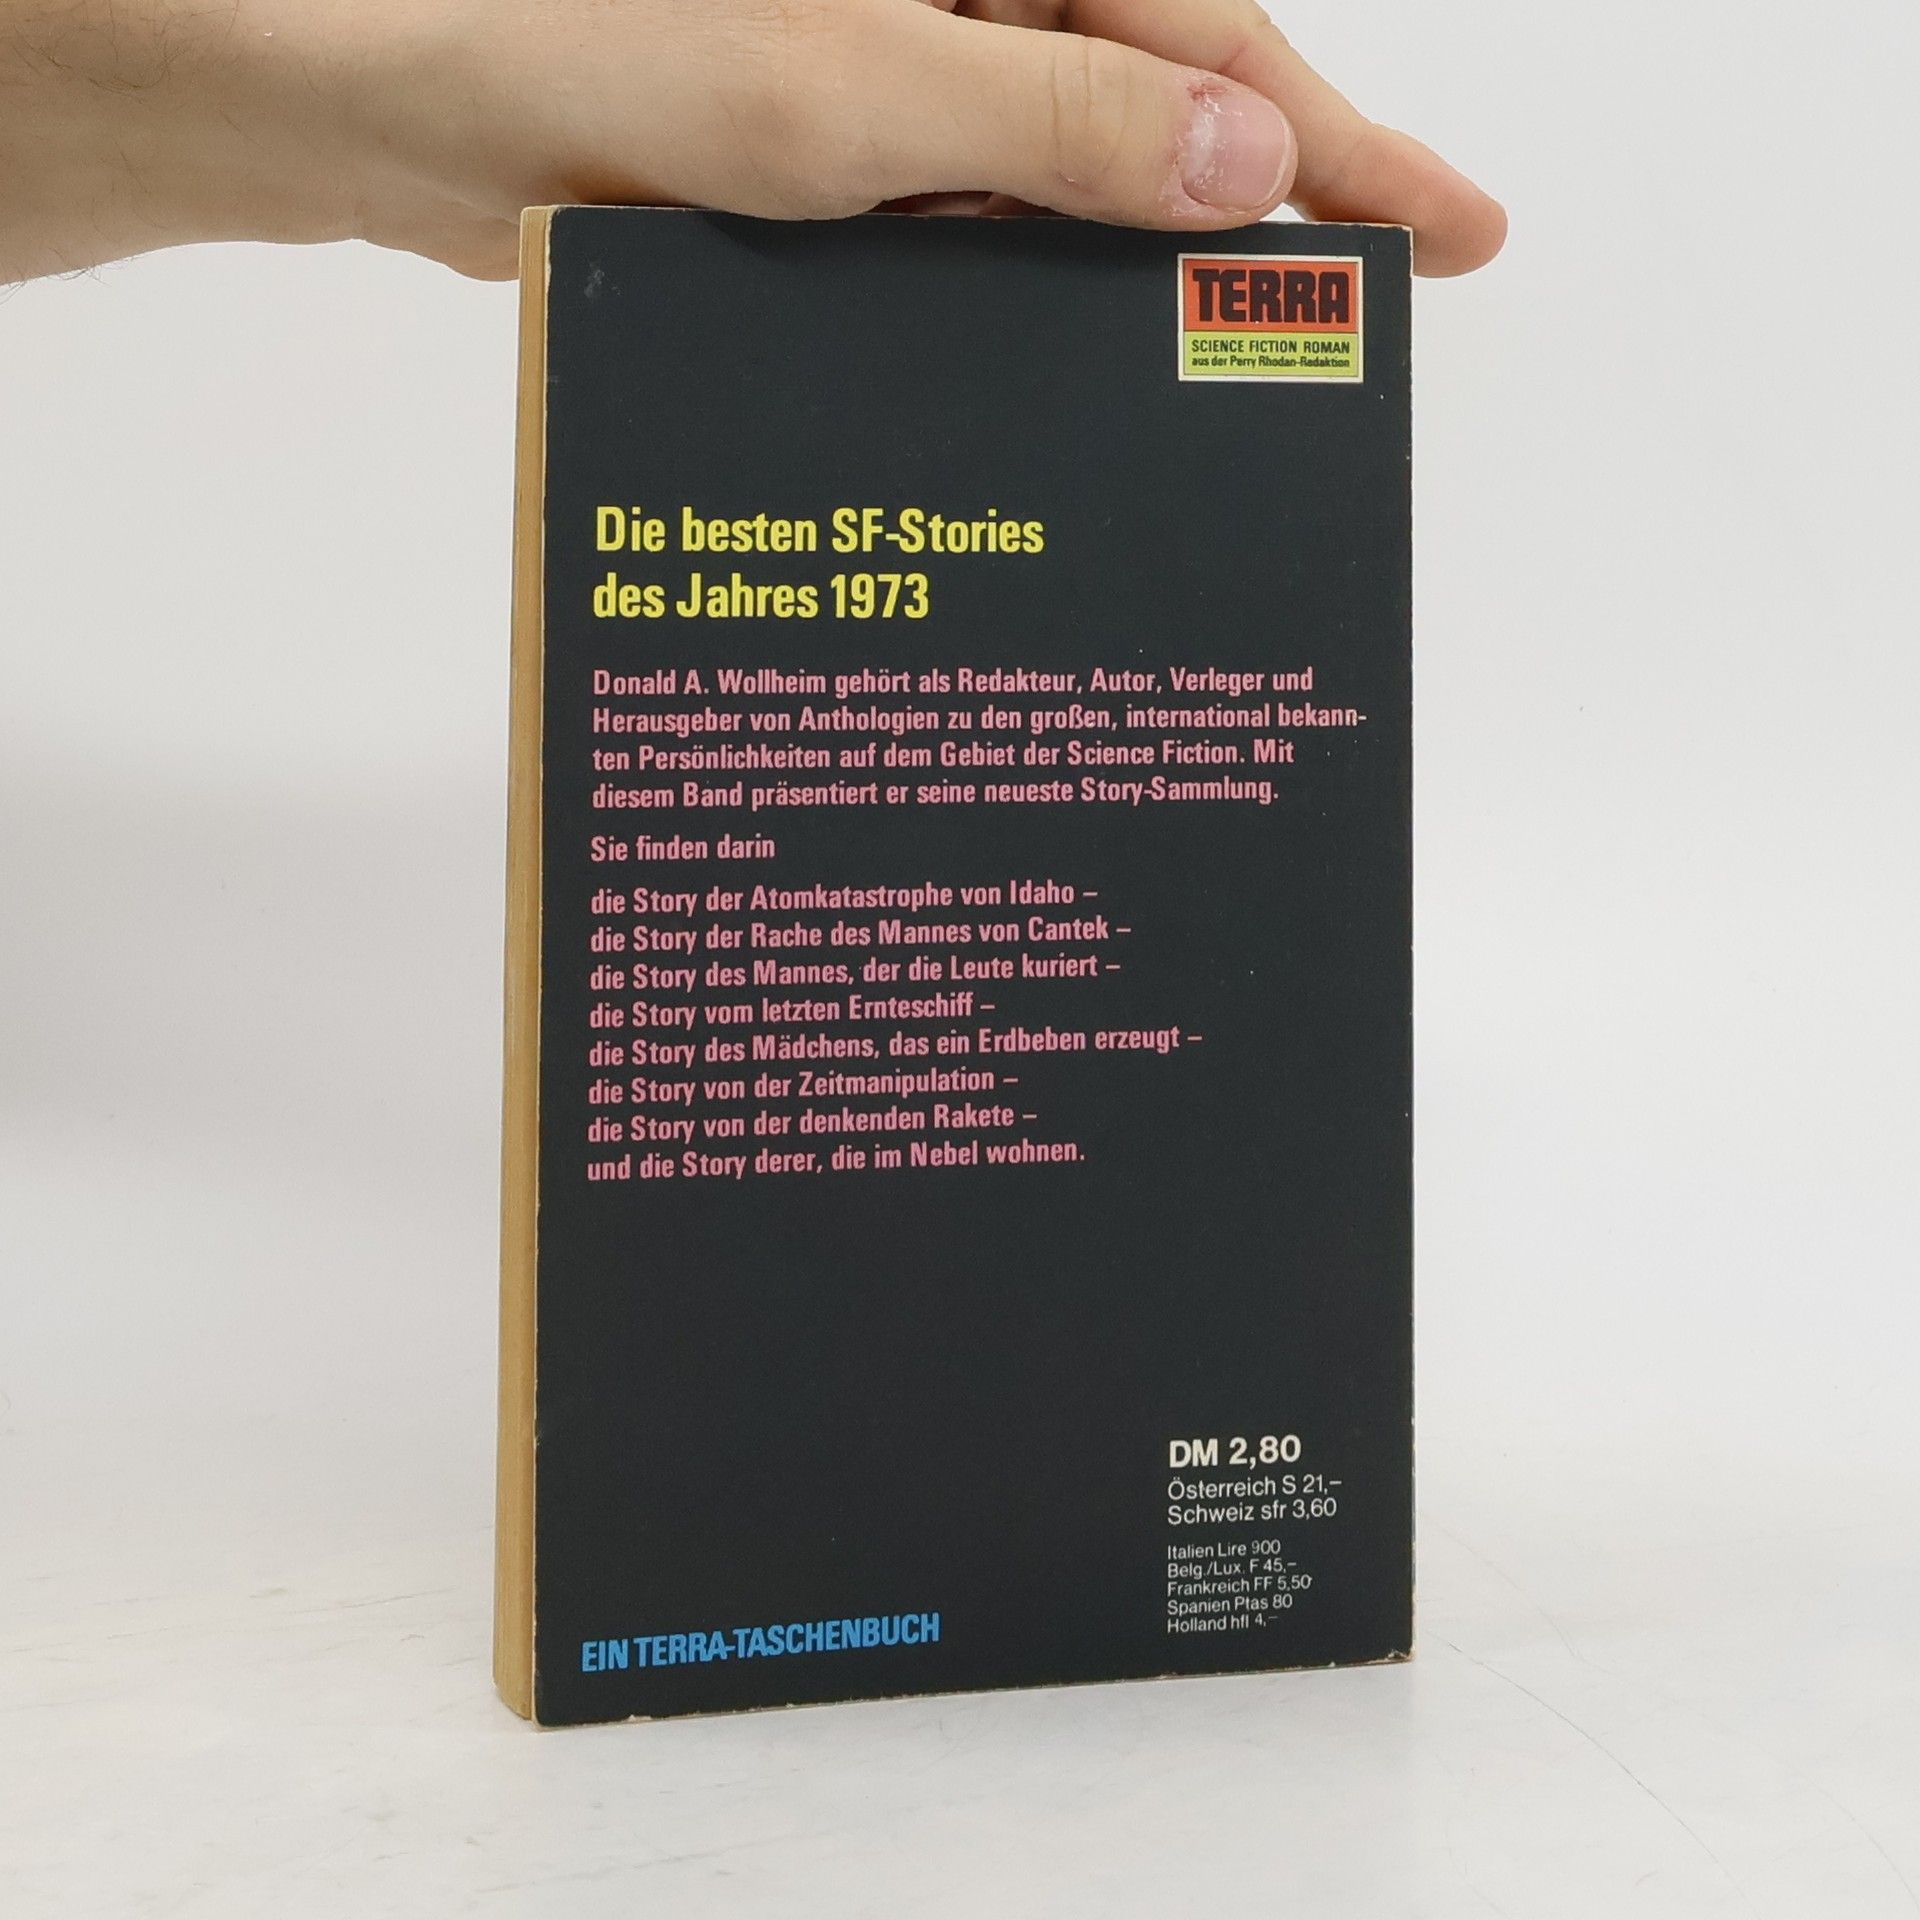 TERRA
SCIENCE FICTION ROMAN
aus der Perry Rhodan-Redaktion
Die besten SF-Stories
des Jahres 1973
Donald A. Wollheim gehört als Redakteur, Autor, Verleger und
Herausgeber von Anthologien zu den großen, international bekann-
ten Persönlichkeiten auf dem Gebiet der Science Fiction. Mit
diesem Band präsentiert er seine neueste Story-Sammlung.
Sie finden darin
die Story der Atomkatastrophe von Idaho –
die Story der Rache des Mannes von Cantek –
die Story des Mannes, der die Leute kuriert –
die Story vom letzten Ernteschiff –
die Story des Mädchens, das ein Erdbeben erzeugt –
die Story von der Zeitmanipulation –
die Story von der denkenden Rakete –
und die Story derer, die im Nebel wohnen.
DM 2,80
Österreich S 21,–
Schweiz sfr 3,60
Italien Lire 900
Belg./Lux. F 45,–
Frankreich FF 5,50
Spanien Ptas 80
Holland hfl 4,–
EIN TERRA-TASCHENBUCH